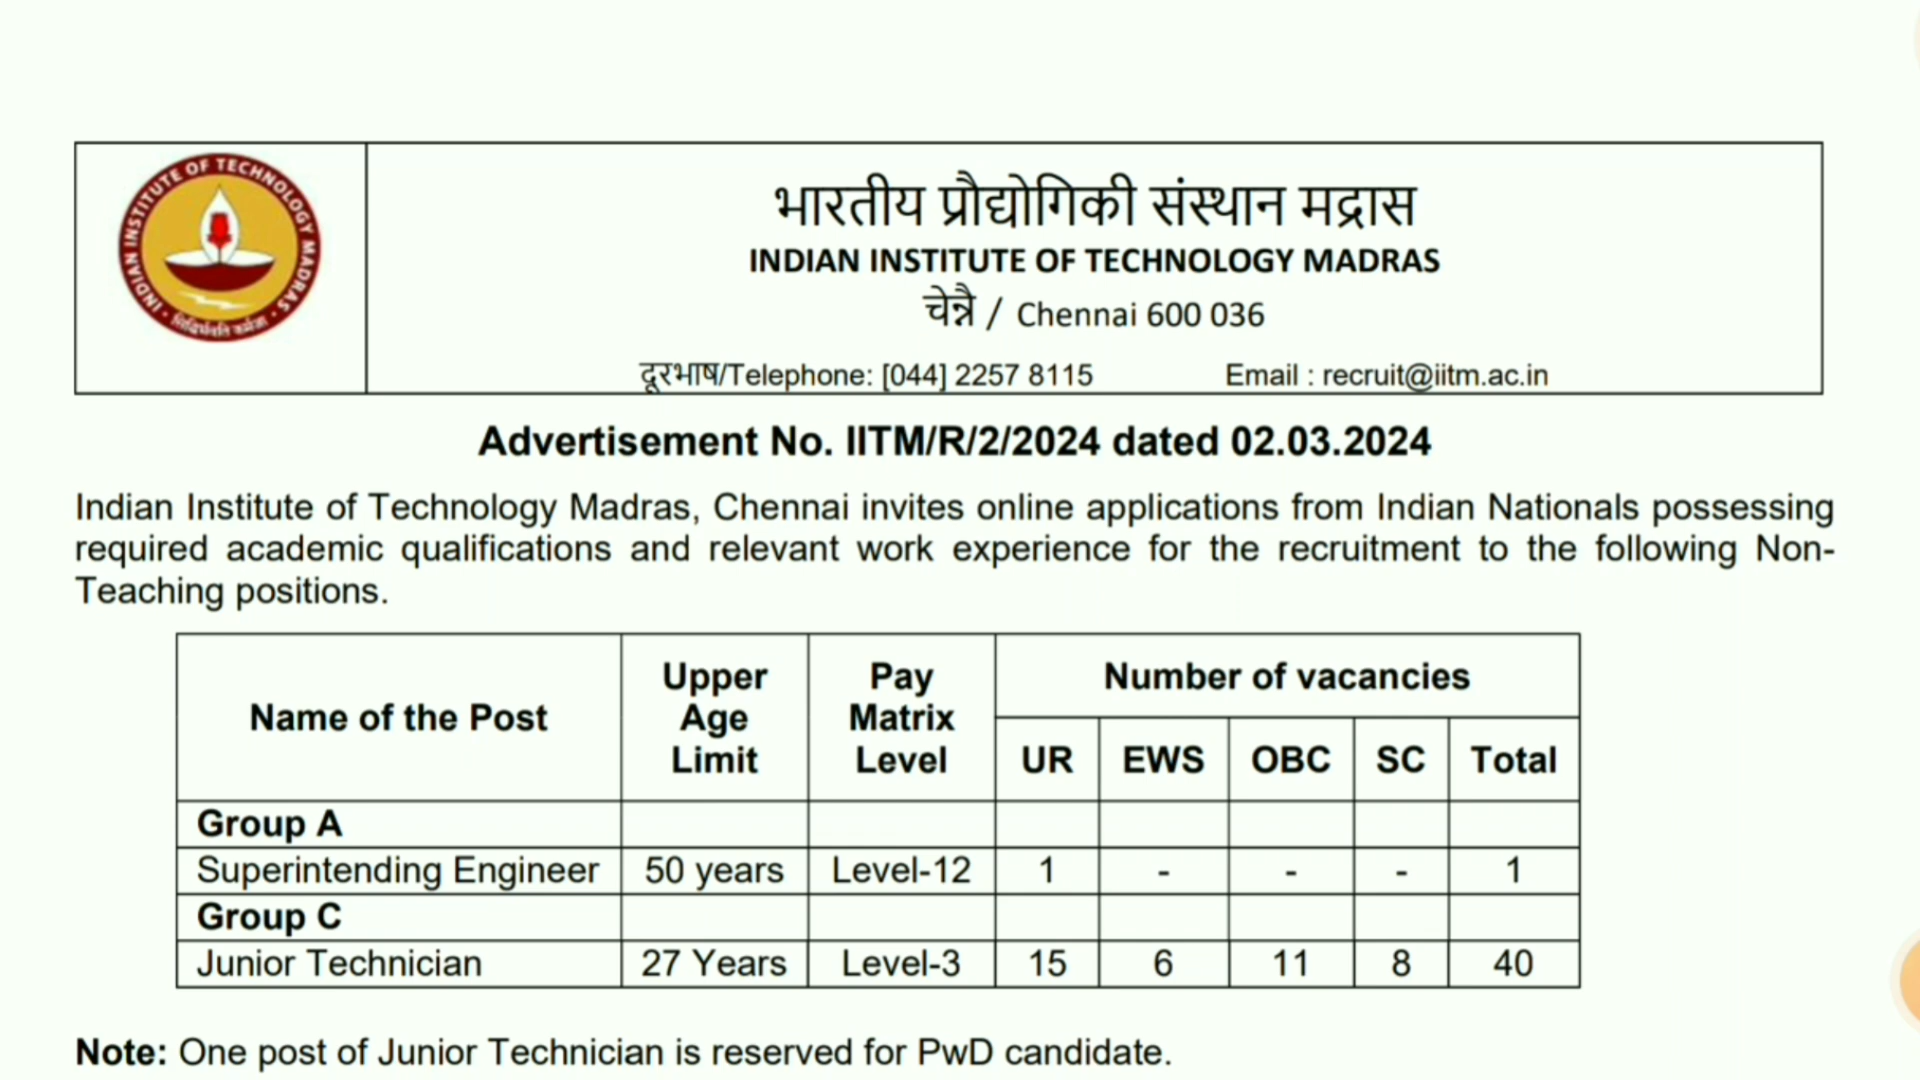 INDIAN INSTITUTE OF TECHNOLOGY MADRAS
सिद्धिर्भवति कर्मजा
भारतीय प्रौद्योगिकी संस्थान मद्रास
INDIAN INSTITUTE OF TECHNOLOGY MADRAS
चेन्नै / Chennai 600 036
दूरभाष/Telephone: [044] 2257 8115 Email : recruit@iitm.ac.in
Advertisement No. IITM/R/2/2024 dated 02.03.2024
Indian Institute of Technology Madras, Chennai invites online applications from Indian Nationals possessing
required academic qualifications and relevant work experience for the recruitment to the following Non-
Teaching positions.
Name of the Post Upper Age Limit Pay Matrix Level Number of vacancies
UR EWS OBC SC Total
Group A
Superintending Engineer 50 years Level-12 1 - - - 1
Group C
Junior Technician 27 Years Level-3 15 6 11 8 40
Note: One post of Junior Technician is reserved for PwD candidate.